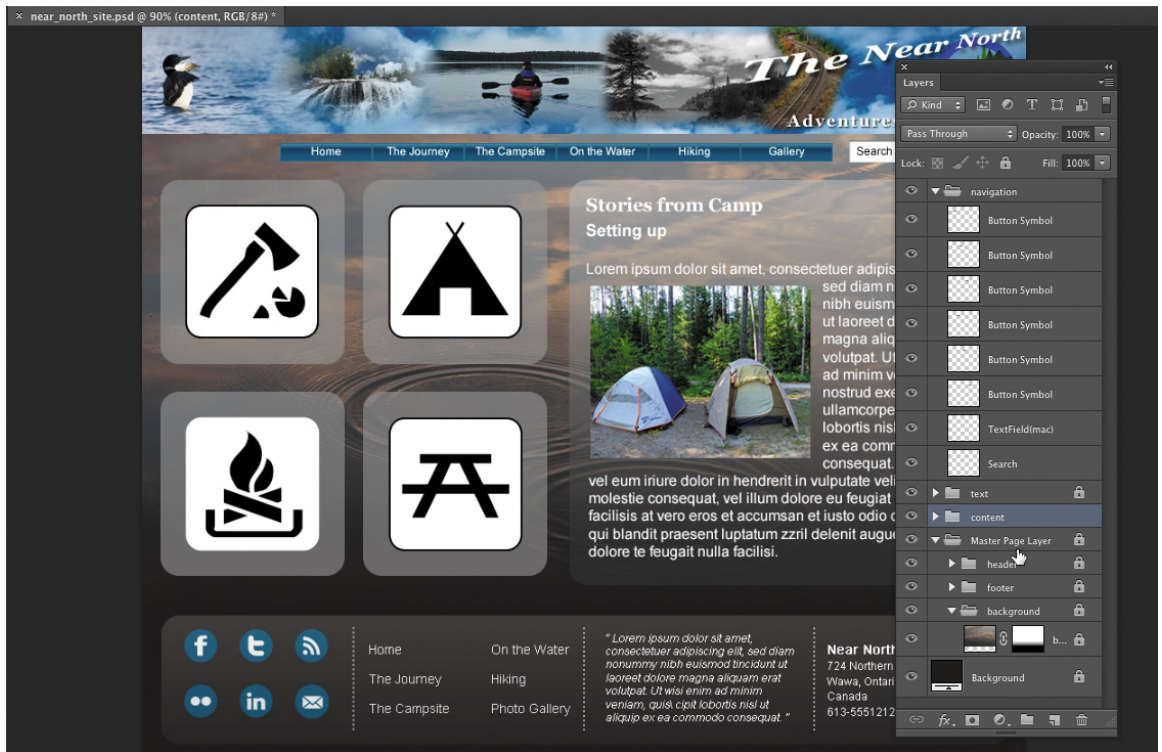 × near_north_site.psd @ 90% (content, RGB/8#) *
The Near North
Adventures
Home The Journey The Campsite On the Water Hiking Gallery Search
Stories from Camp
Setting up
Lorem ipsum dolor sit amet, consectetuer adipis
sed diam n
nibh euism
ut laoreet d
magna aliq
volutpat. Ut
ad minim v
nostrud exe
ullamcorpe
lobortis nisl
ex ea comm
consequat.
vel eum iriure dolor in hendrerit in vulputate veli
molestie consequat, vel illum dolore eu feugiat
facilisis at vero eros et accumsan et iusto odio
qui blandit praesent luptatum zzril delenit augu
dolore te feugait nulla facilisi.
Home On the Water
The Journey Hiking
The Campsite Photo Gallery
" Lorem ipsum dolor sit amet,
consectetuer adipiscing elit, sed diam
nonummy nibh euismod tincidunt ut
laoreet dolore magna aliquam erat
volutpat. Ut wisi enim ad minim
veniam, quis cipit lobortis nisl ut
aliquip ex ea commodo consequat. "
Near North
724 Northern
Wawa, Ontari
Canada
613-5551212
Layers
Kind
Pass Through Opacity: 100%
Lock: Fill: 100%
navigation
Button Symbol
Button Symbol
Button Symbol
Button Symbol
Button Symbol
Button Symbol
TextField(mac)
Search
text
content
Master Page Layer
header
footer
background
b...
Background
fx.